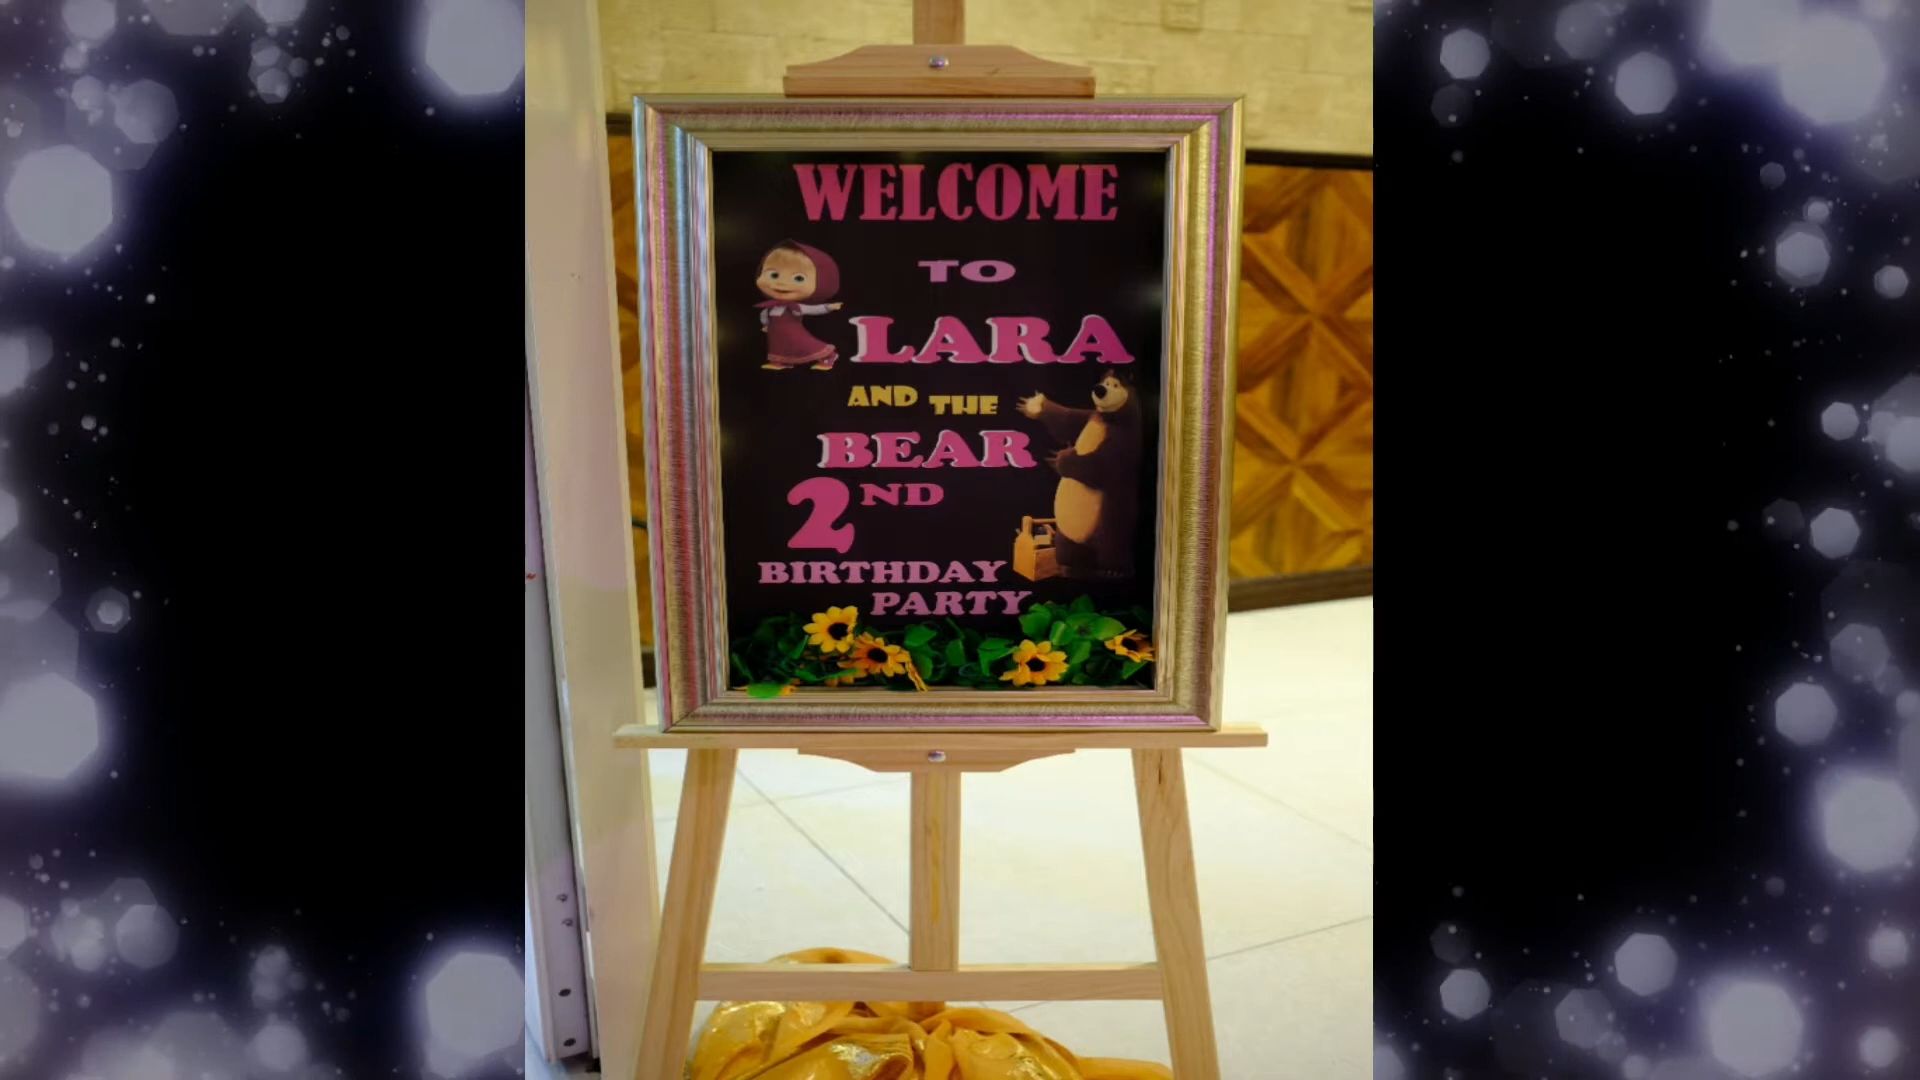 WELCOME
TO
LARA
AND THE
BEAR
2ND
BIRTHDAY
PARTY